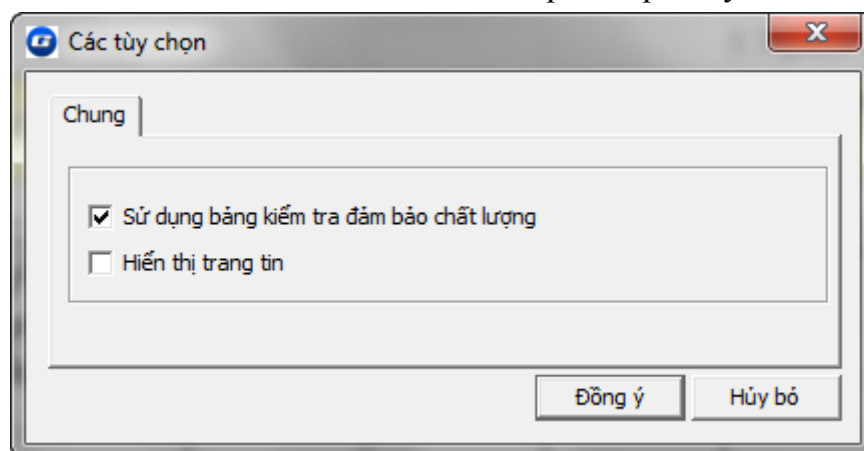 Các tùy chọn
Chung
Sử dụng bảng kiểm tra đảm bảo chất lượng
Hiển thị trang tin
Đồng ý
Hủy bỏ